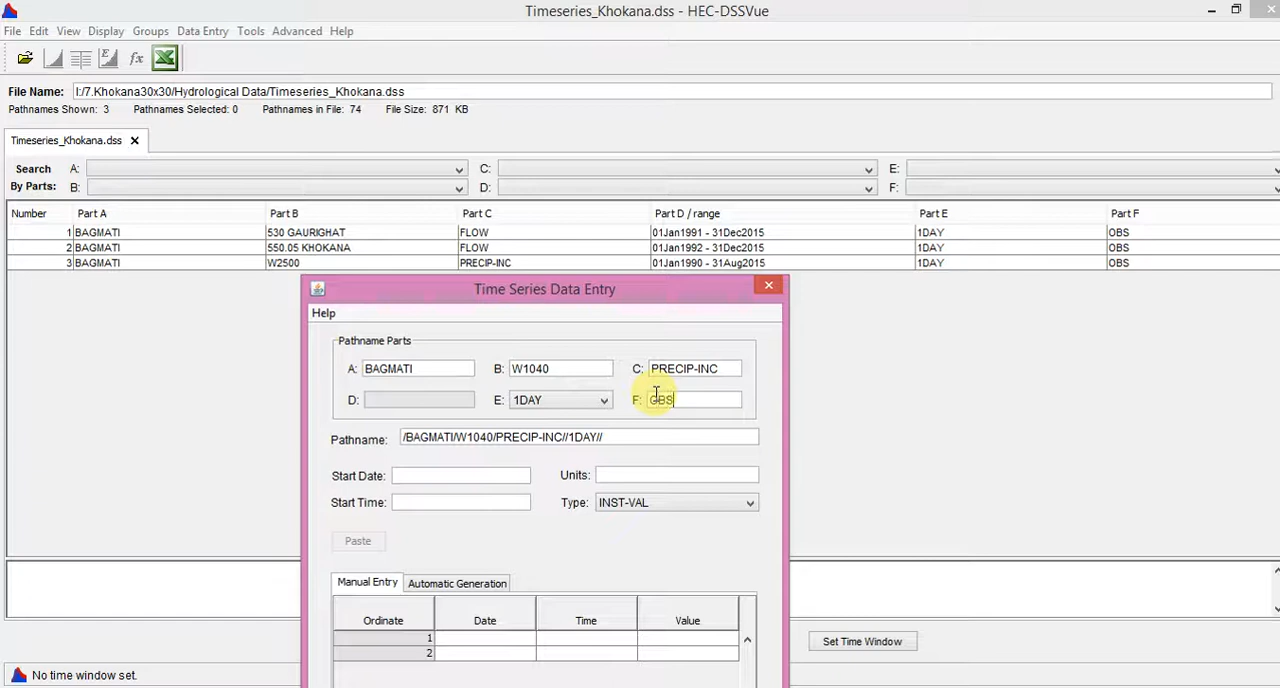 Timeseries_Khokana.dss - HEC-DSSVue
File Edit View Display Groups Data Entry Tools Advanced Help
File Name: I:/7.Khokana30x30/Hydrological Data/Timeseries_Khokana.dss
Pathnames Shown: 3 Pathnames Selected: 0 Pathnames in File: 74 File Size: 871 KB
Timeseries_Khokana.dss
Search A: C: E:
By Parts: B: D: F:
Number Part A Part B Part C Part D / range Part E Part F
1 BAGMATI 530 GAURIGHAT FLOW 01Jan1991 - 31Dec2015 1DAY OBS
2 BAGMATI 550.05 KHOKANA FLOW 01Jan1992 - 31Dec2015 1DAY OBS
3 BAGMATI W2500 PRECIP-INC 01Jan1990 - 31Aug2015 1DAY OBS
Time Series Data Entry
Help
Pathname Parts
A: BAGMATI B: W1040 C: PRECIP-INC
D: E: 1DAY F: OBS
Pathname: /BAGMATI/W1040/PRECIP-INC//1DAY//
Start Date: Units:
Start Time: Type: INST-VAL
Paste
Manual Entry Automatic Generation
Ordinate Date Time Value
1
2
Set Time Window
No time window set.